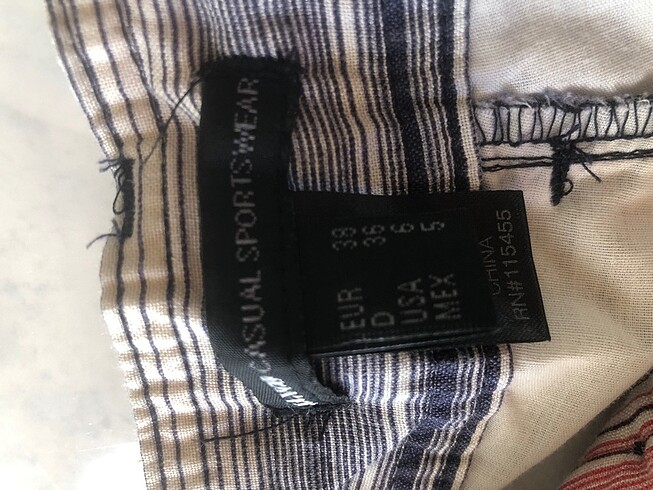 CASUAL SPORTSWEAR
EUR 38
D 36
USA 6
MEX 5
CHINA
RN#115455